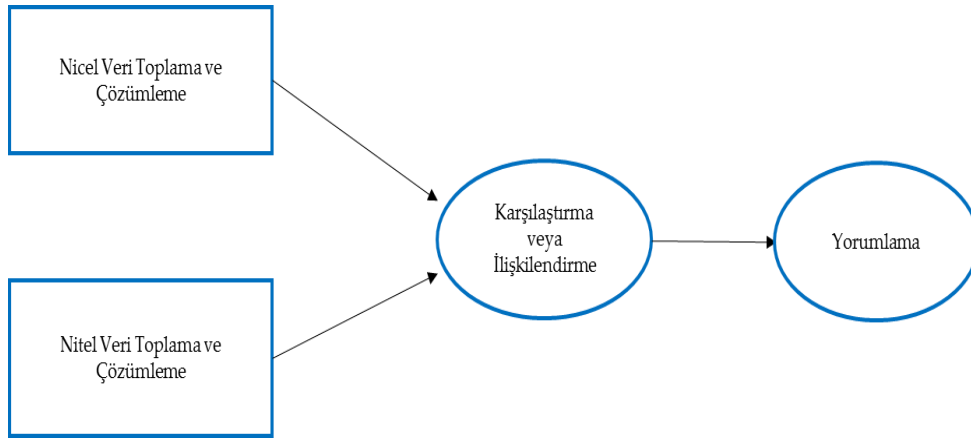 Nicel Veri Toplama ve
Çözümleme
Karşılaştırma
veya
İlişkilendirme
Yorumlama
Nitel Veri Toplama ve
Çözümleme